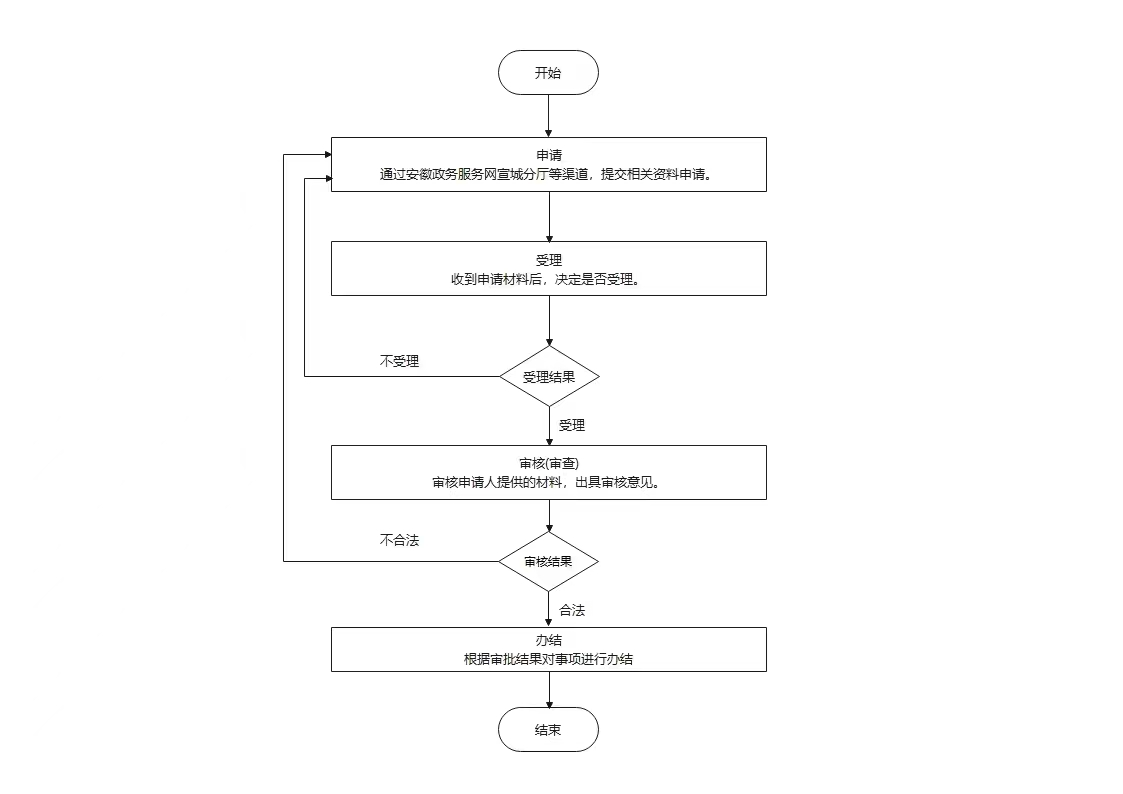 开始
申请
通过安徽政务服务网宣城分厅等渠道，提交相关资料申请。
受理
收到申请材料后，决定是否受理。
不受理
受理结果
受理
审核(审查)
审核申请人提供的材料，出具审核意见。
不合法
审核结果
合法
办结
根据审批结果对事项进行办结
结束